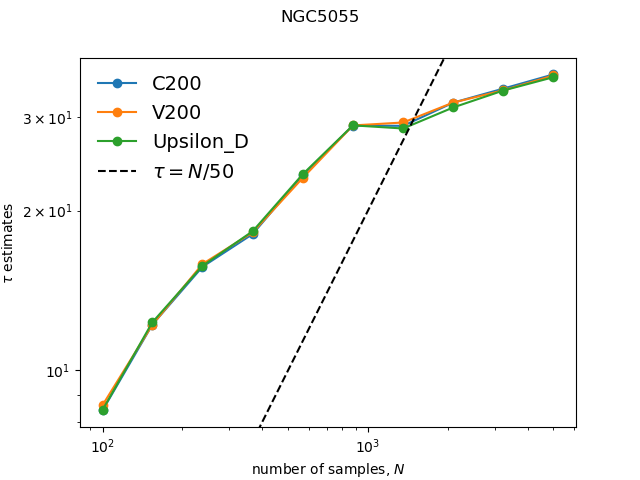 NGC5055
C200
V200
Upsilon_D
τ = N/50
τ estimates
3 × 10¹
2 × 10¹
10¹
10² 10³
number of samples, N